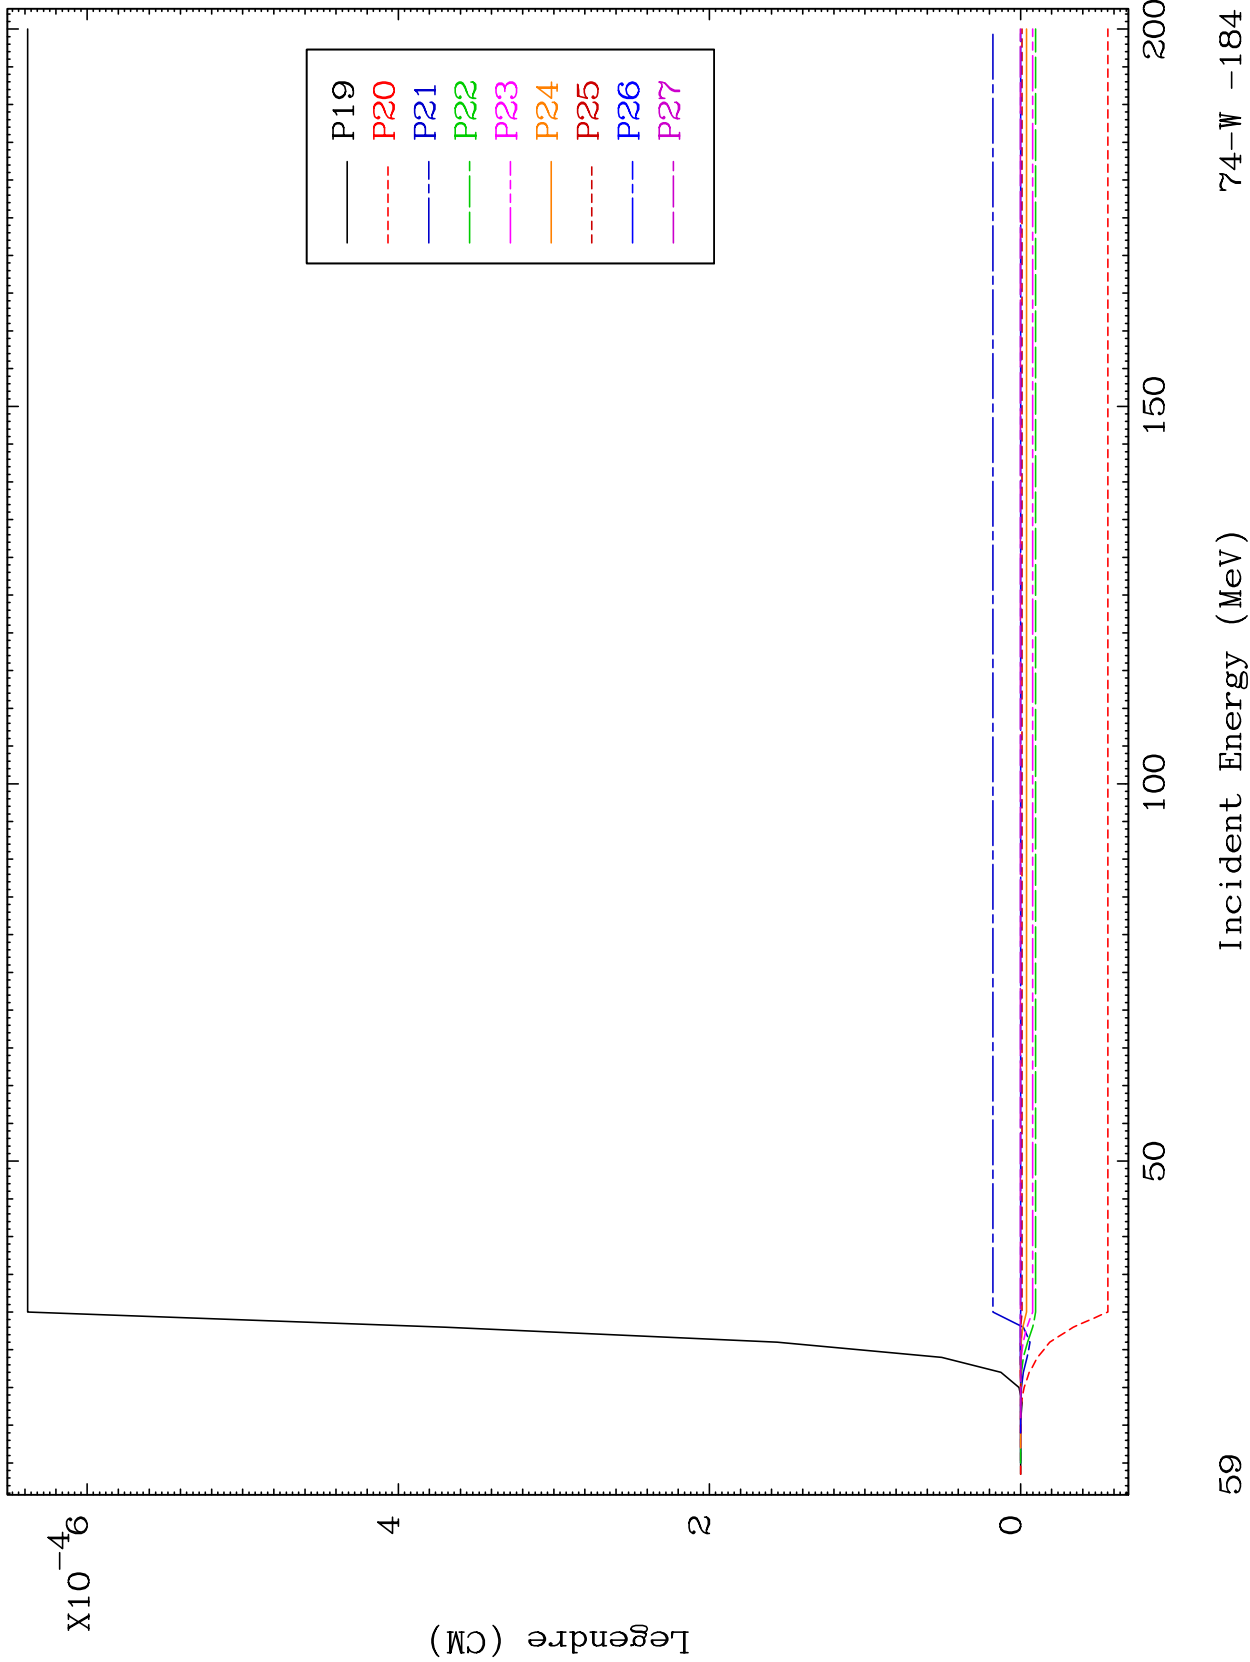 X10-4
6
4
2
0
Legendre (CM)
P19
P20
P21
P22
P23
P24
P25
P26
P27
50
100
150
200
59
Incident Energy (MeV)
74-W -184